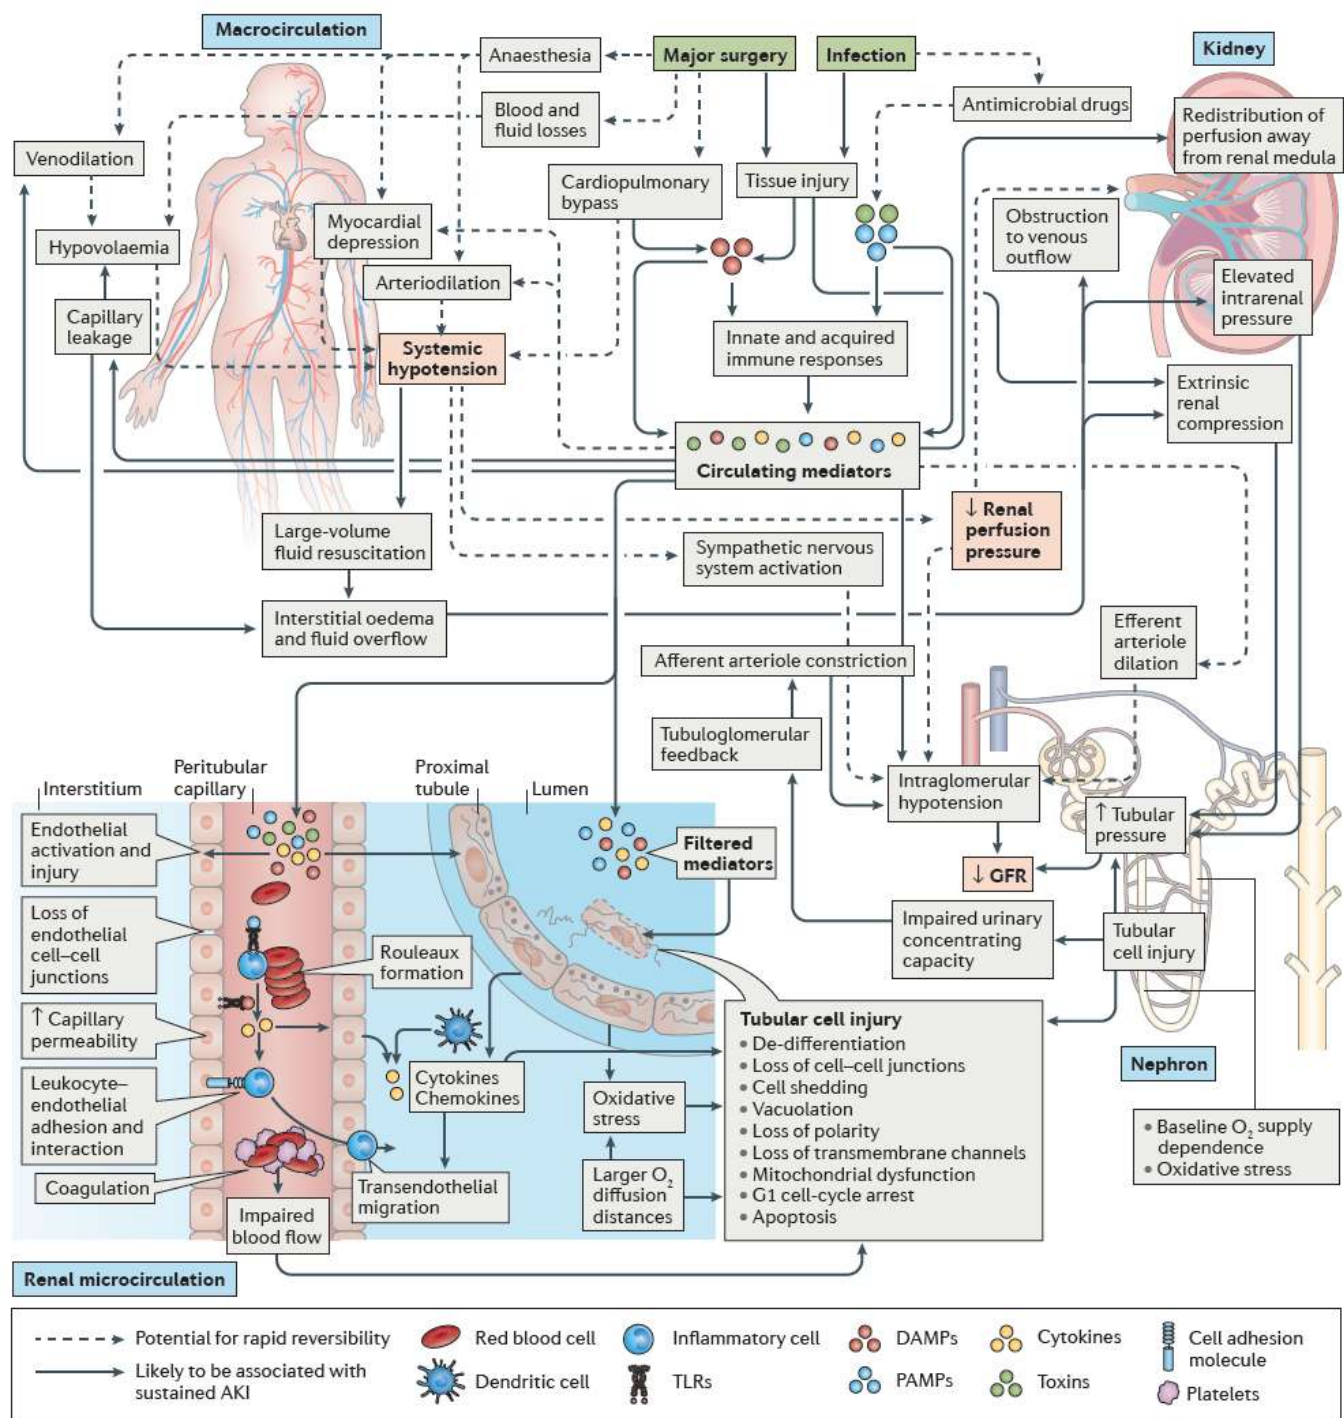 Macrocirculation
Anaesthesia
Major surgery
Infection
Kidney
Blood and
fluid losses
Antimicrobial drugs
Redistribution of
perfusion away
from renal medula
Venodilation
Cardiopulmonary
bypass
Tissue injury
Myocardial
depression
Obstruction
to venous
outflow
Hypovolaemia
Arteriodilation
Elevated
intrarenal
pressure
Capillary
leakage
Systemic
hypotension
Innate and acquired
immune responses
Extrinsic
renal
compression
Circulating mediators
Large-volume
fluid resuscitation
↓ Renal
perfusion
pressure
Sympathetic nervous
system activation
Interstitial oedema
and fluid overflow
Efferent
arteriole
dilation
Afferent arteriole constriction
Tubuloglomerular
feedback
Intraglomerular
hypotension
↑ Tubular
pressure
↓ GFR
Impaired urinary
concentrating
capacity
Tubular
cell injury
Interstitium
Peritubular
capillary
Proximal
tubule
Lumen
Endothelial
activation and
injury
Filtered
mediators
Loss of
endothelial
cell–cell
junctions
Rouleaux
formation
↑ Capillary
permeability
Leukocyte–
endothelial
adhesion and
interaction
Cytokines
Chemokines
Oxidative
stress
Coagulation
Transendothelial
migration
Larger O₂
diffusion
distances
Impaired
blood flow
Tubular cell injury
• De-differentiation
• Loss of cell–cell junctions
• Cell shedding
• Vacuolation
• Loss of polarity
• Loss of transmembrane channels
• Mitochondrial dysfunction
• G1 cell-cycle arrest
• Apoptosis
Nephron
• Baseline O₂ supply
dependence
• Oxidative stress
Renal microcirculation
Potential for rapid reversibility
Likely to be associated with
sustained AKI
Red blood cell
Dendritic cell
Inflammatory cell
TLRs
DAMPs
PAMPs
Cytokines
Toxins
Cell adhesion
molecule
Platelets